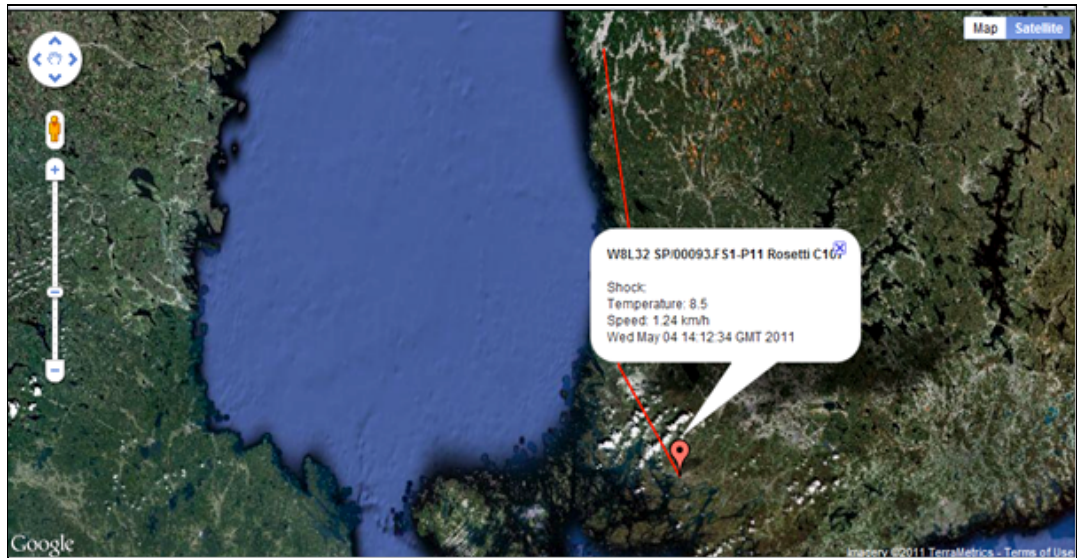 Map Satellite
W8L32 SP/00093.FS1-P11 Rosetti C107
Shock:
Temperature: 8.5
Speed: 1.24 km/h
Wed May 04 14:12:34 GMT 2011
Google
Imagery ©2011 TerraMetrics - Terms of Use